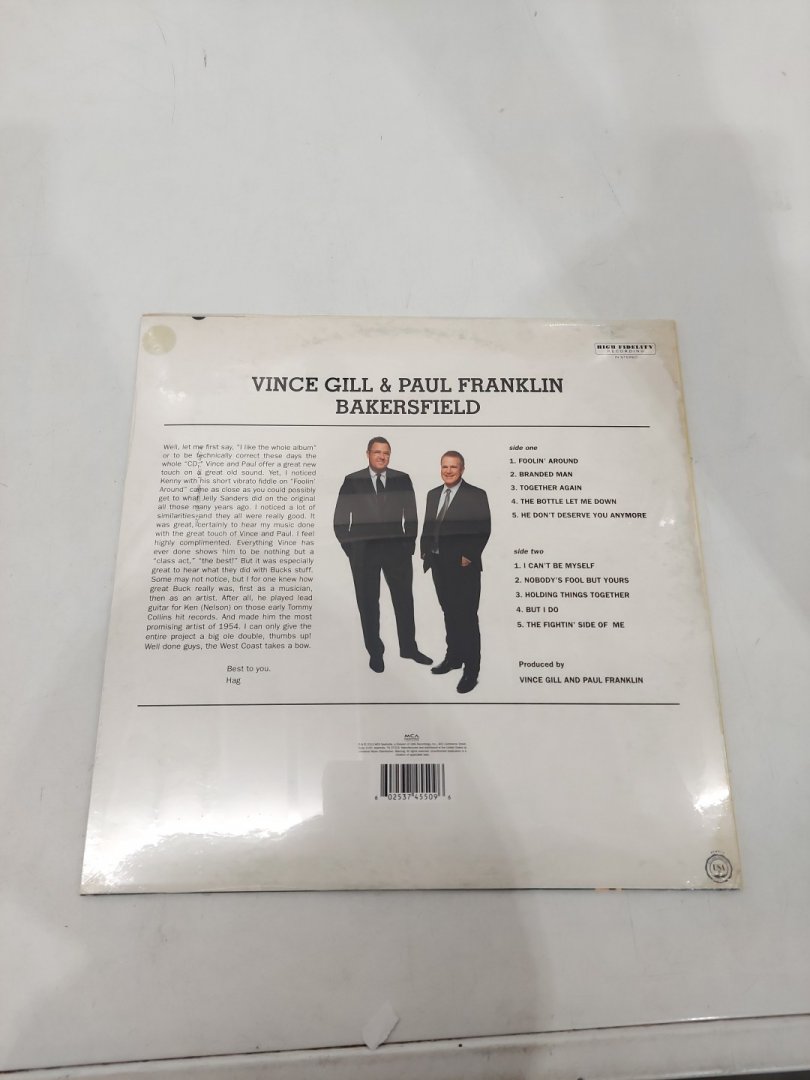 HIGH FIDELITY
RECORDING
IN STEREO
VINCE GILL & PAUL FRANKLIN
BAKERSFIELD
Well, let me first say, "I like the whole album"
or to be technically correct these days the
whole "CD;" Vince and Paul offer a great new
touch on a great old sound. Yet, I noticed
Kenny with his short vibrato fiddle on "Foolin'
Around" came as close as you could possibly
get to what Jelly Sanders did on the original
all those many years ago. I noticed a lot of
similarities and they all were really good. It
was great, certainly to hear my music done
with the great touch of Vince and Paul. I feel
highly complimented. Everything Vince has
ever done shows him to be nothing but a
"class act," "the best!" But it was especially
great to hear what they did with Bucks stuff.
Some may not notice, but I for one knew how
great Buck really was, first as a musician,
then as an artist. After all, he played lead
guitar for Ken (Nelson) on those early Tommy
Collins hit records. And made him the most
promising artist of 1954. I can only give the
entire project a big ole double, thumbs up!
Well done guys, the West Coast takes a bow.
Best to you.
Hag
side one
1. FOOLIN' AROUND
2. BRANDED MAN
3. TOGETHER AGAIN
4. THE BOTTLE LET ME DOWN
5. HE DON'T DESERVE YOU ANYMORE
side two
1. I CAN'T BE MYSELF
2. NOBODY'S FOOL BUT YOURS
3. HOLDING THINGS TOGETHER
4. BUT I DO
5. THE FIGHTIN' SIDE OF ME
Produced by
VINCE GILL AND PAUL FRANKLIN
MCA
6 02537 45509 6
USA